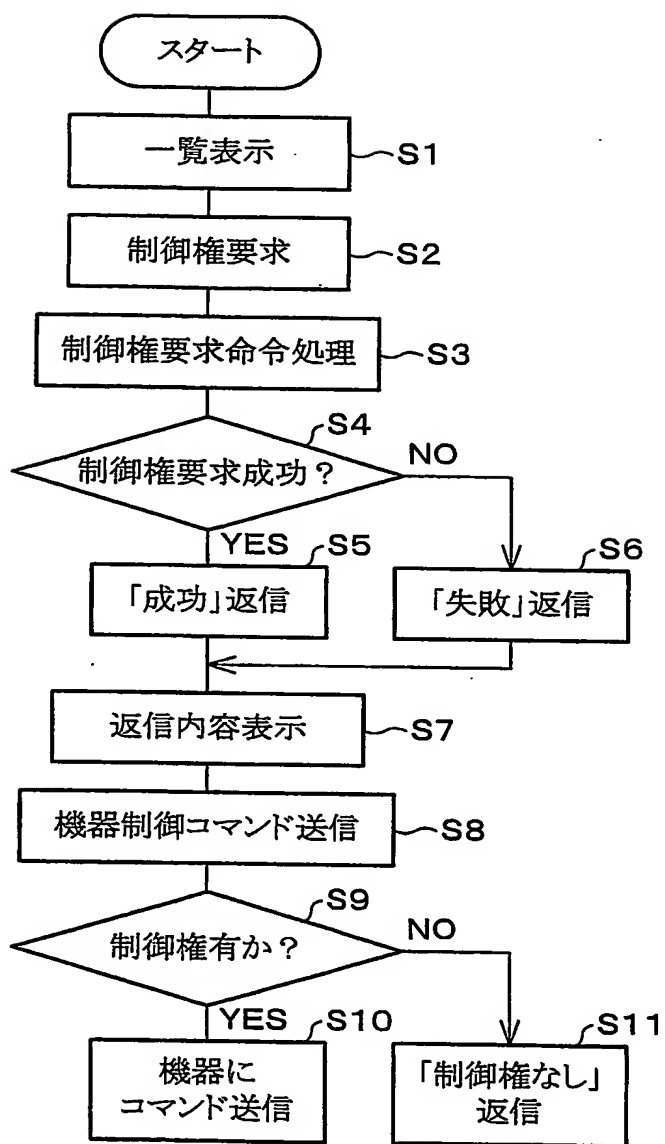 スタート
一覧表示
S1
制御権要求
S2
制御権要求命令処理
S3
S4
制御権要求成功？
NO
YES
S5
S6
「成功」返信
「失敗」返信
返信内容表示
S7
機器制御コマンド送信
S8
S9
制御権有か？
NO
YES
S10
S11
機器に
コマンド送信
「制御権なし」
返信